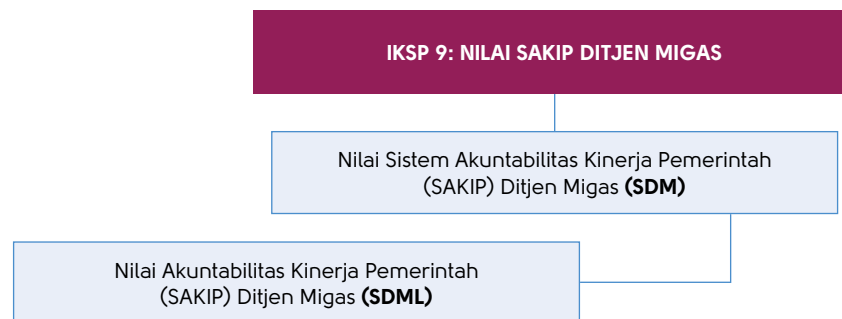 IKSP 9: NILAI SAKIP DITJEN MIGAS
Nilai Sistem Akuntabilitas Kinerja Pemerintah
(SAKIP) Ditjen Migas (SDM)
Nilai Akuntabilitas Kinerja Pemerintah
(SAKIP) Ditjen Migas (SDML)